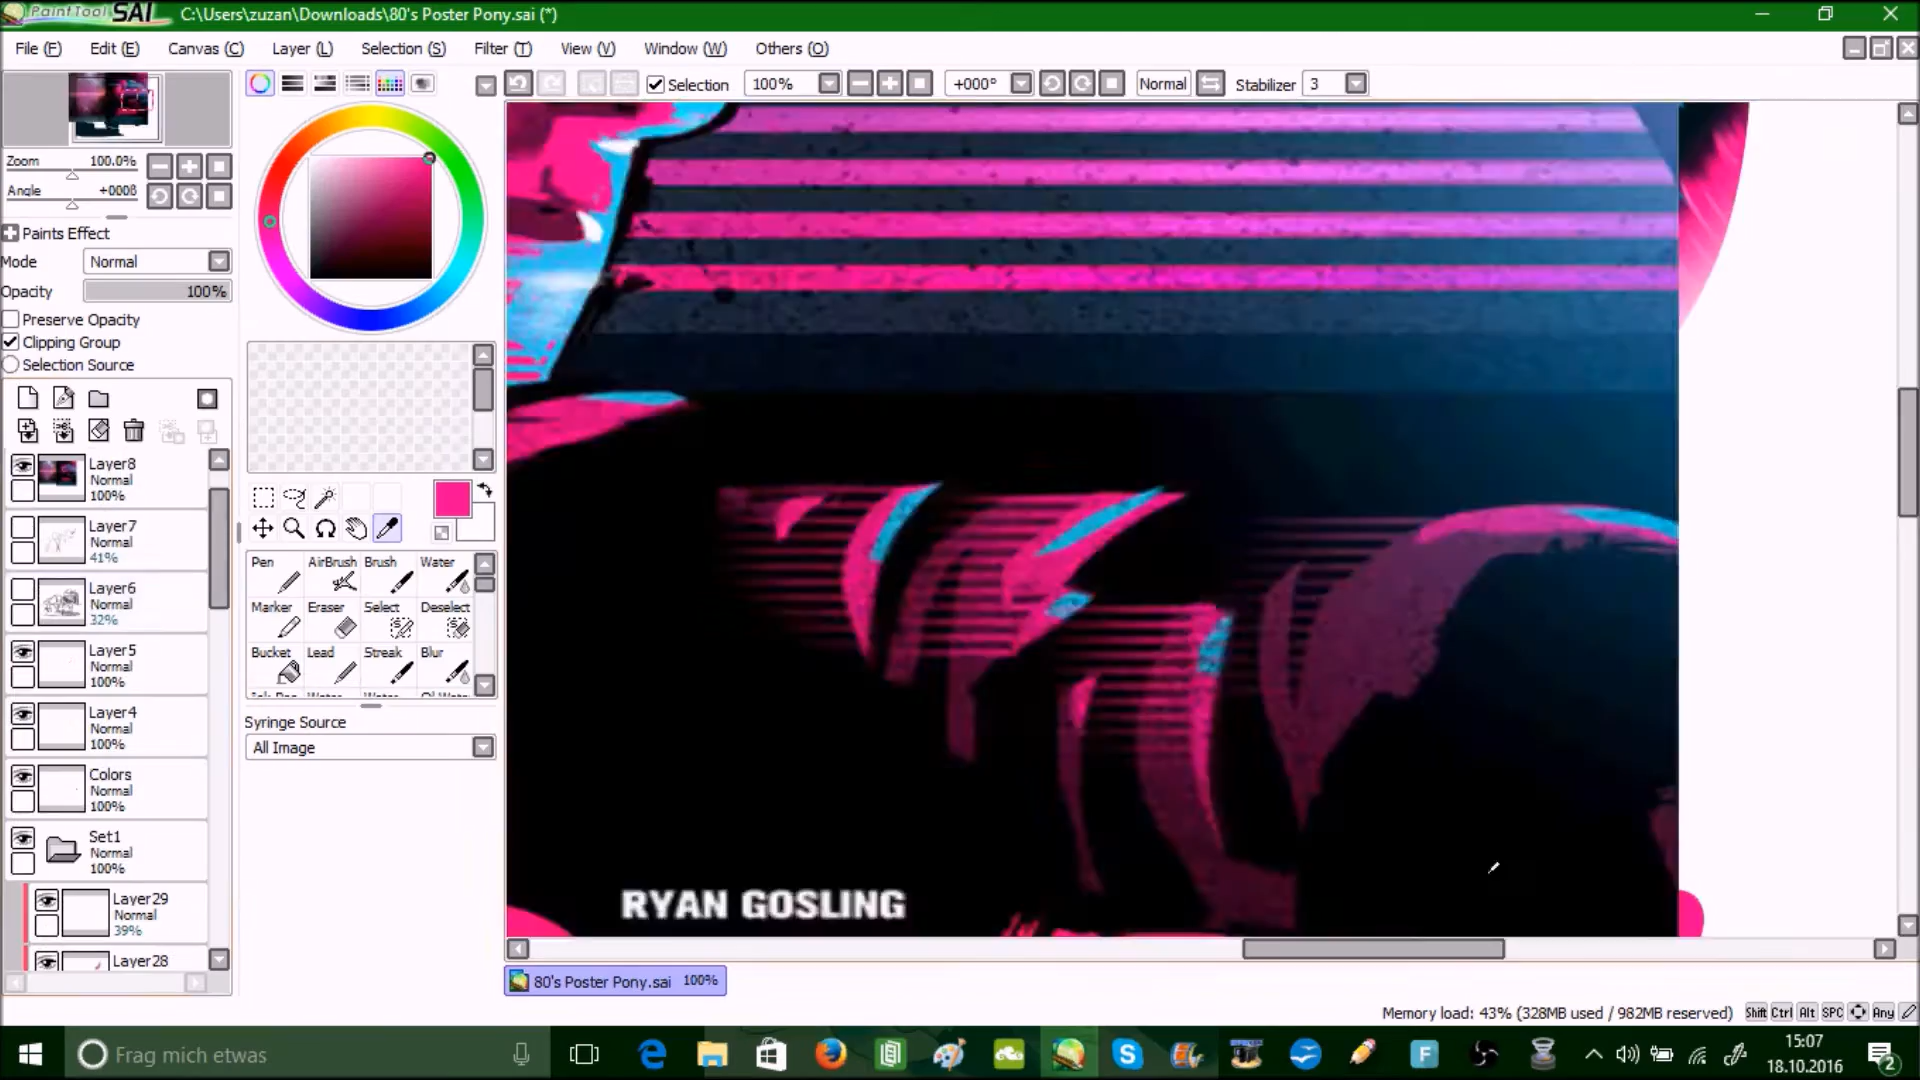 PaintTool SAI C:\Users\zuzan\Downloads\80's Poster Pony.sai (*)
File (F) Edit (E) Canvas (C) Layer (L) Selection (S) Filter (T) View (V) Window (W) Others (O)
Selection 100% +000° Normal Stabilizer 3
Zoom 100.0%
Angle
Paints Effect
Mode Normal
Opacity 100%
Preserve Opacity
Clipping Group
Selection Source
Layer8
Normal
100%
Layer7
Normal
41%
Layer6
Normal
32%
Layer5
Normal
100%
Layer4
Normal
100%
Colors
Normal
100%
Set1
Normal
100%
Layer29
Normal
39%
Layer28
Pen AirBrush Brush Water
Marker Eraser Select Deselect
Bucket Lead Streak Blur
Syringe Source
All Image
RYAN GOSLING
80's Poster Pony.sai 100%
Memory load: 43% (328MB used / 982MB reserved) Shift Ctrl Alt SPC Any
Frag mich etwas
15:07
18.10.2016
2